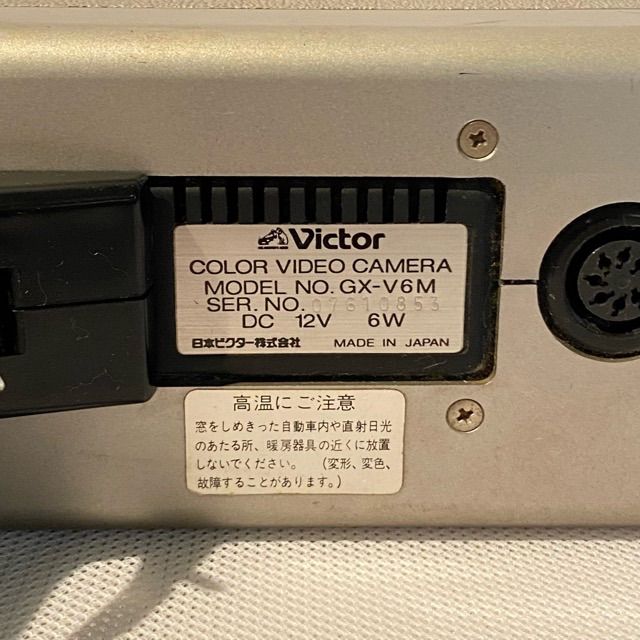 Victor
COLOR VIDEO CAMERA
MODEL NO. GX-V6M
SER. NO. 07610853
DC 12V 6W
日本ビクター株式会社 MADE IN JAPAN
高温にご注意
窓をしめきった自動車内や直射日光
のあたる所、暖房器具の近くに放置
しないでください。（変形、変色、
故障することがあります。）